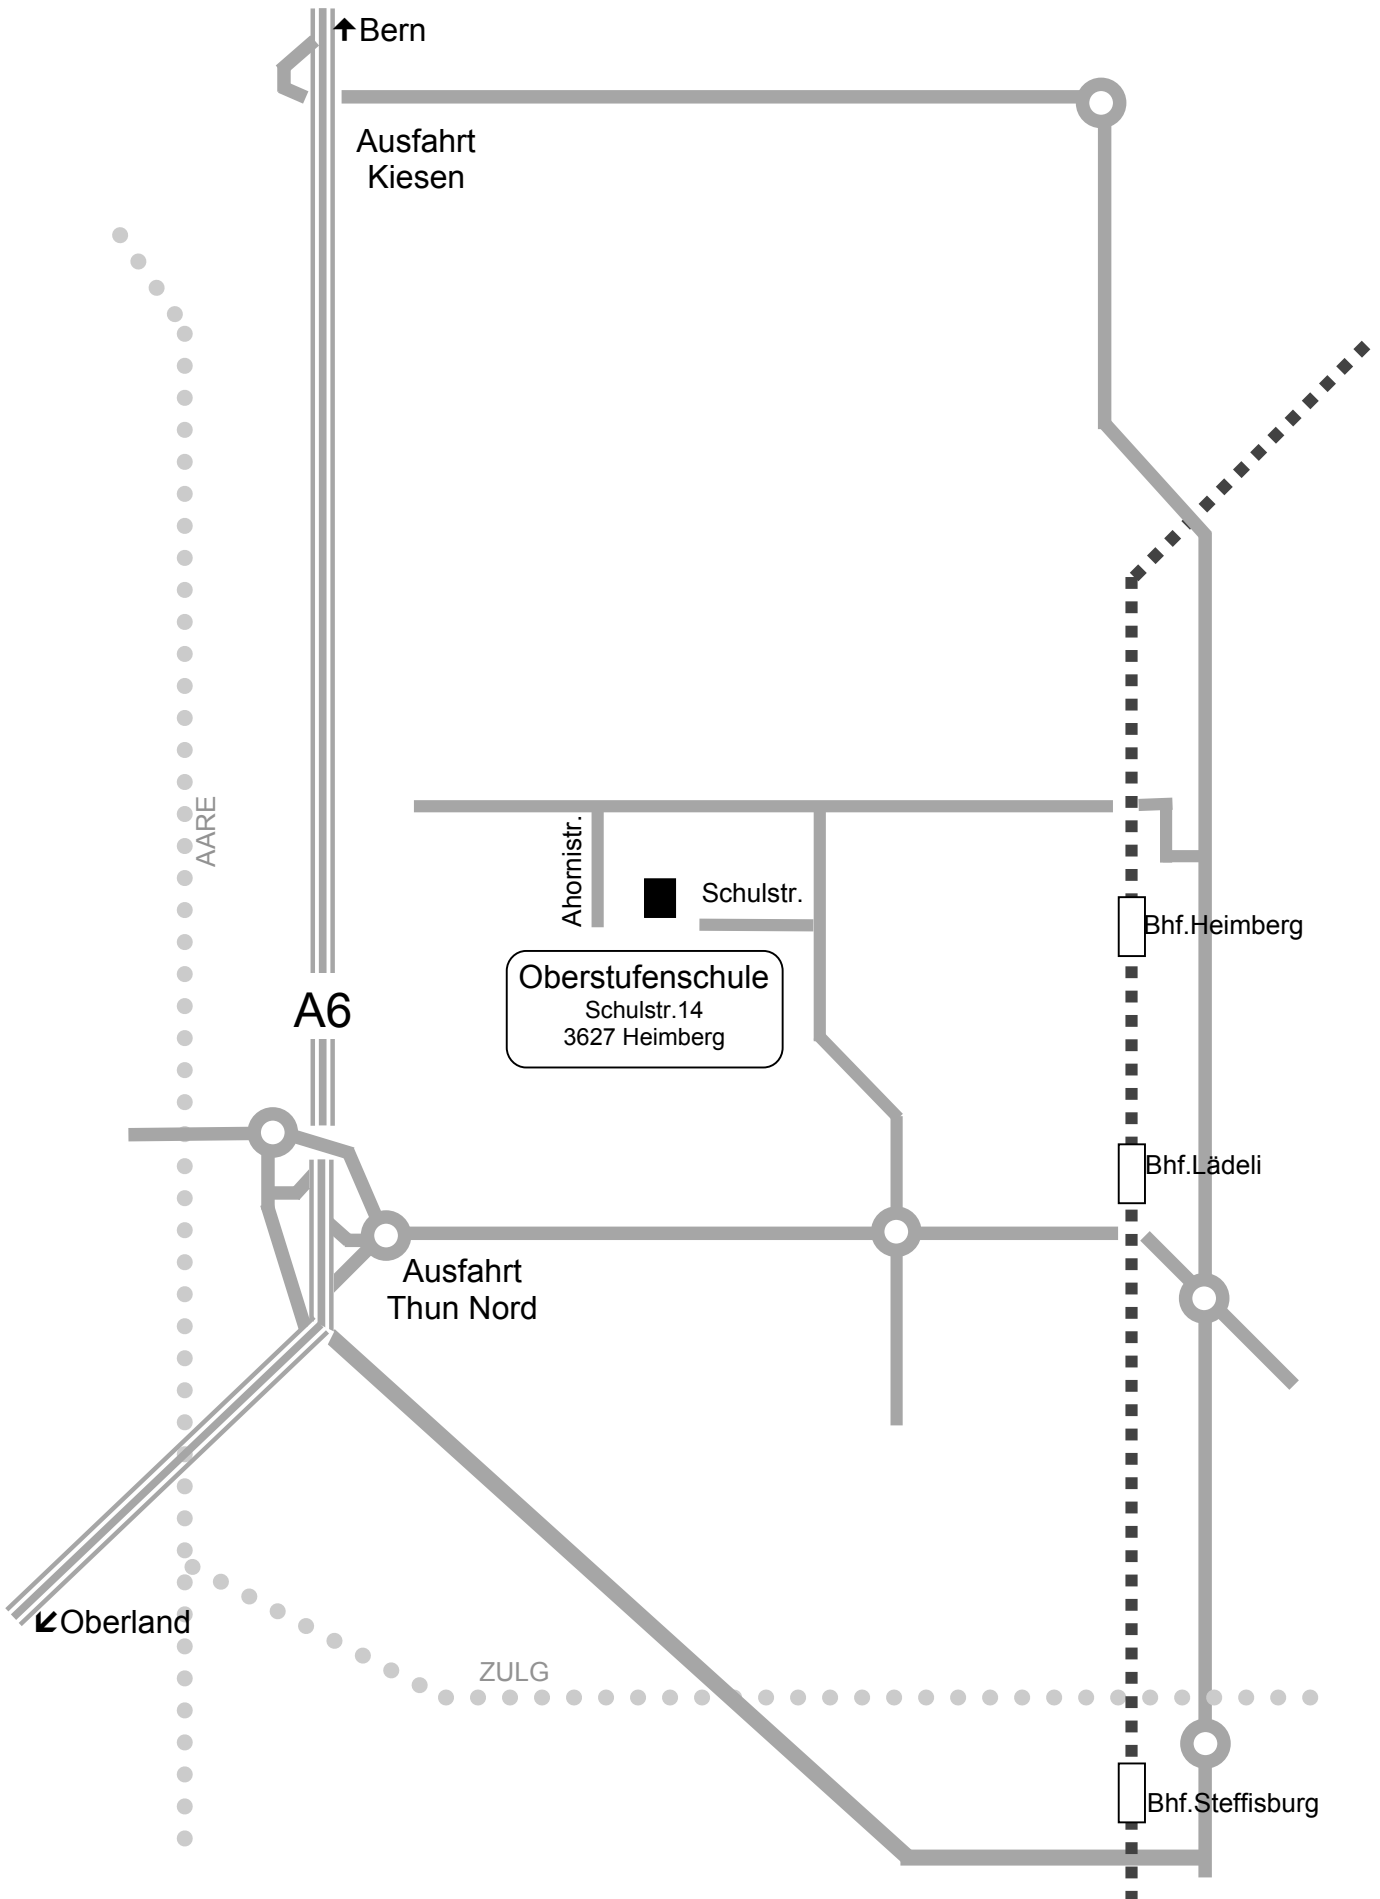 Bern
Ausfahrt
Kiesen
AARE
Ahornistr.
Schulstr.
Bhf.Heimberg
Oberstufenschule
Schulstr.14
3627 Heimberg
A6
Bhf.Lädeli
Ausfahrt
Thun Nord
Oberland
ZULG
Bhf.Steffisburg